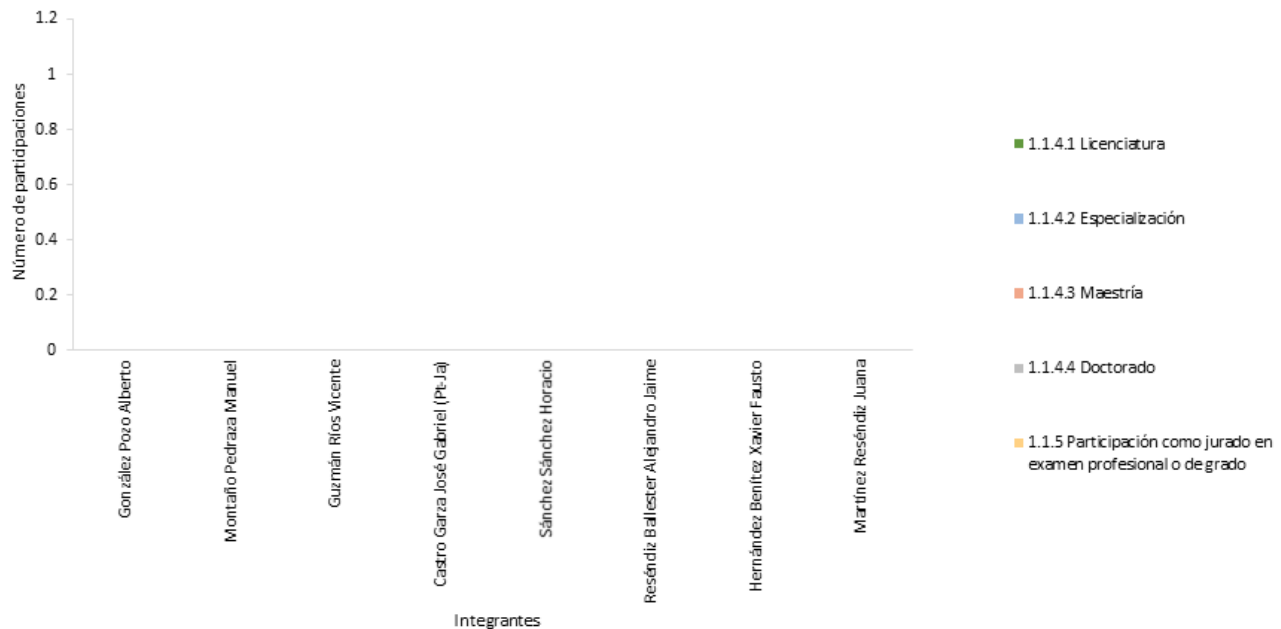 1.2
1
0.8
0.6
0.4
0.2
0
Número de participaciones
González Pozo Alberto
Montaño Pedraza Manuel
Guzmán Ríos Vicente
Castro Garza José Gabriel (Pt-Ja)
Sánchez Sánchez Horacio
Reséndiz Ballester Alejandro Jaime
Hernández Benítez Xavier Fausto
Martínez Reséndiz Juana
Integrantes
1.1.4.1 Licenciatura
1.1.4.2 Especialización
1.1.4.3 Maestría
1.1.4.4 Doctorado
1.1.5 Participación como jurado en
examen profesional o de grado